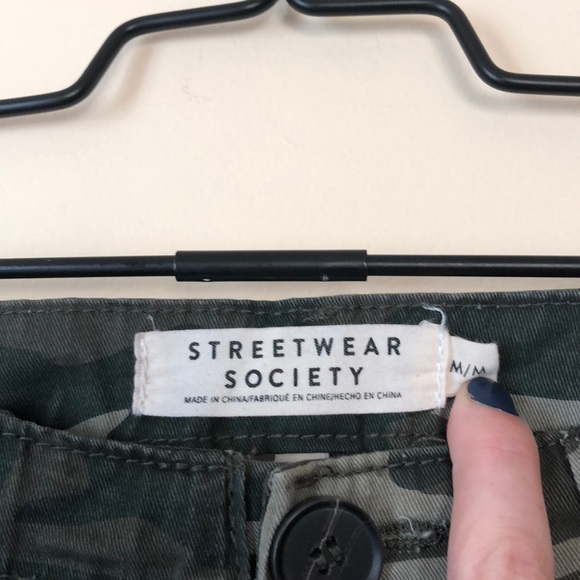 STREETWEAR
SOCIETY
MADE IN CHINA/FABRIQUÉ EN CHINE/HECHO EN CHINA
M/M